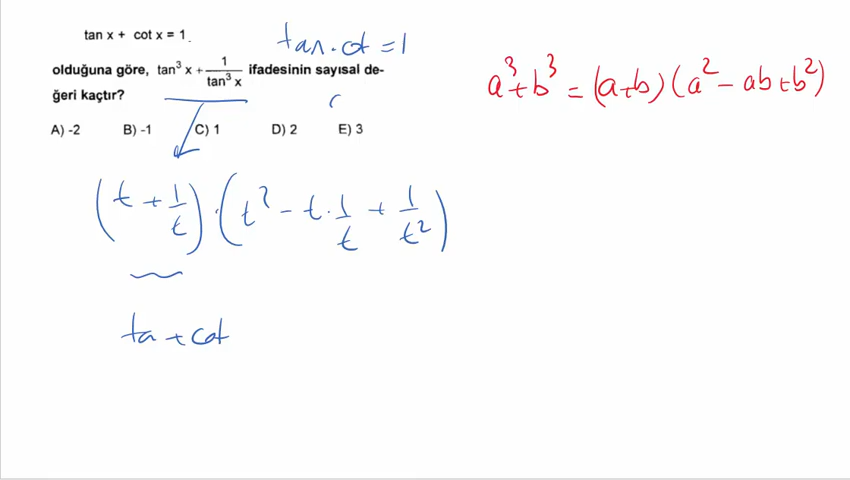 tan x + cot x = 1
tan · cot = 1
olduğuna göre, tan³ x + 1/tan³ x ifadesinin sayısal de-
ğeri kaçtır?
A) -2 B) -1 C) 1 D) 2 E) 3
a³ + b³ = (a+b) (a² - ab + b²)
(t + 1/t) · (t² - t · 1/t + 1/t²)
ta + cot